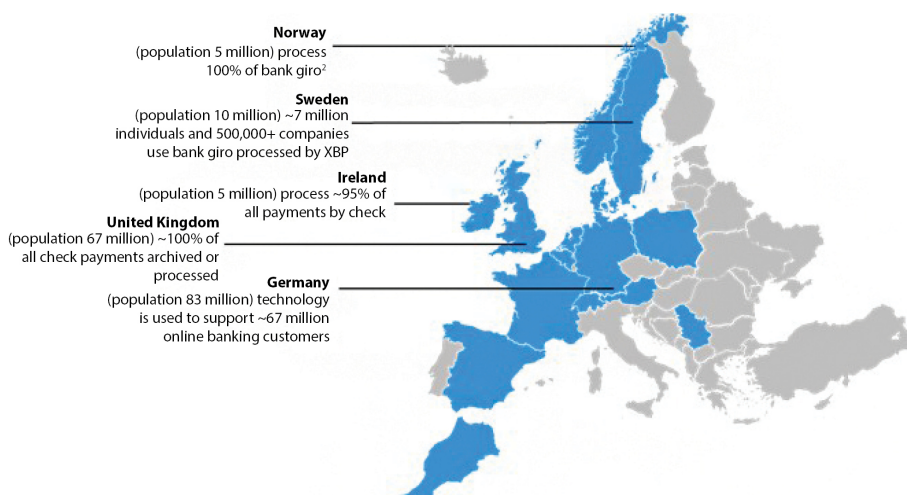 Norway
(population 5 million) process
100% of bank giro²
Sweden
(population 10 million) ~7 million
individuals and 500,000+ companies
use bank giro processed by XBP
Ireland
(population 5 million) process ~95% of
all payments by check
United Kingdom
(population 67 million) ~100% of
all check payments archived or
processed
Germany
(population 83 million) technology
is used to support ~67 million
online banking customers